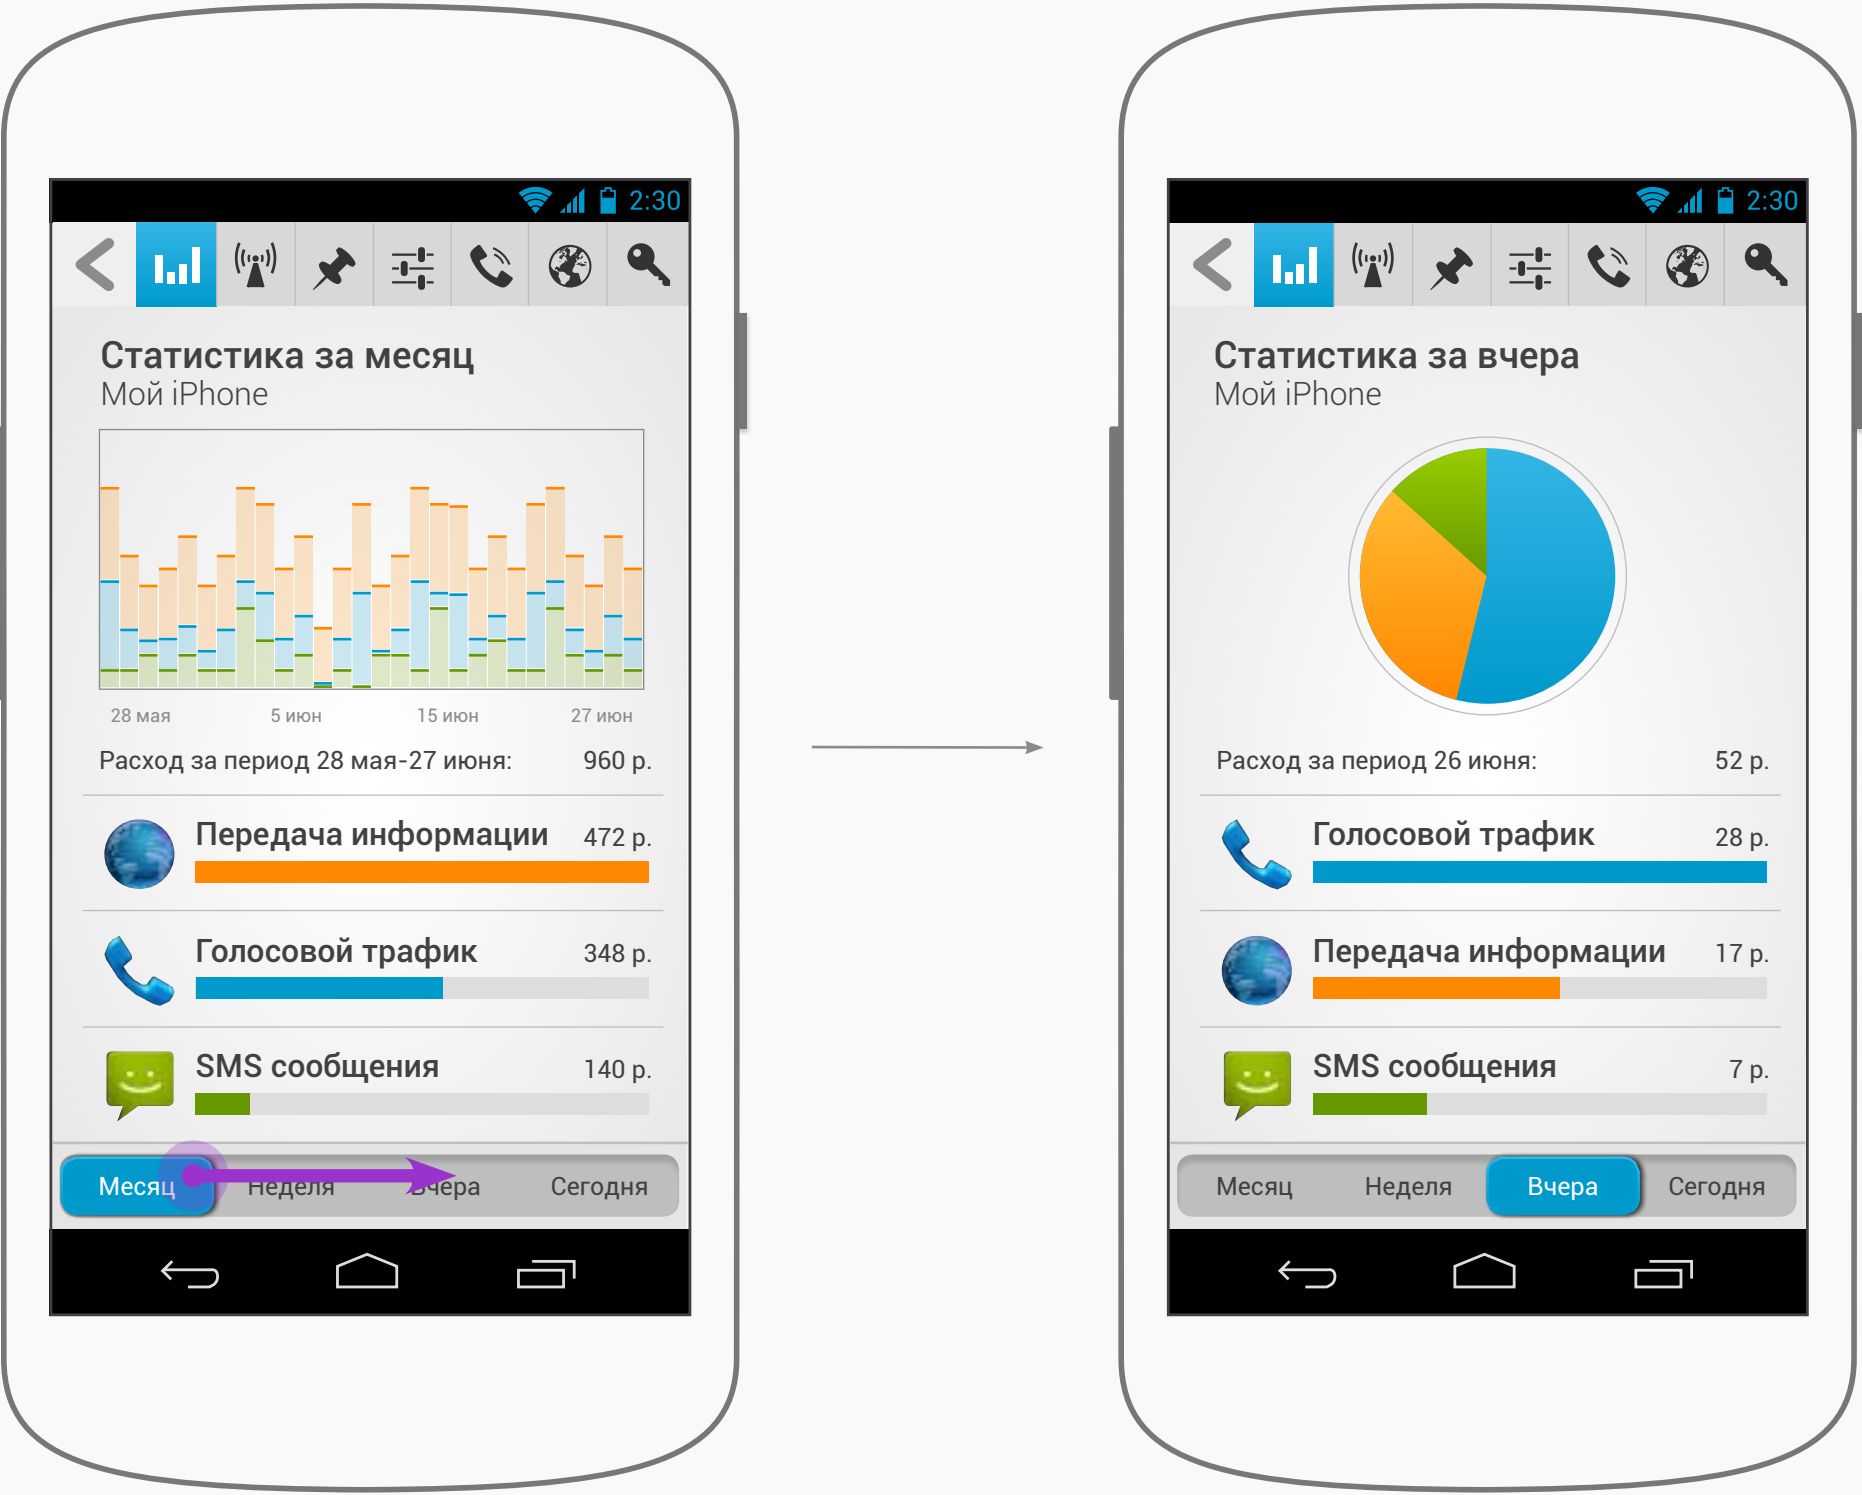 2:30
Статистика за месяц
Мой iPhone
28 мая 5 июн 15 июн 27 июн
Расход за период 28 мая-27 июня: 960 р.
Передача информации 472 р.
Голосовой трафик 348 р.
SMS сообщения 140 р.
Месяц Неделя Вчера Сегодня
2:30
Статистика за вчера
Мой iPhone
Расход за период 26 июня: 52 р.
Голосовой трафик 28 р.
Передача информации 17 р.
SMS сообщения 7 р.
Месяц Неделя Вчера Сегодня